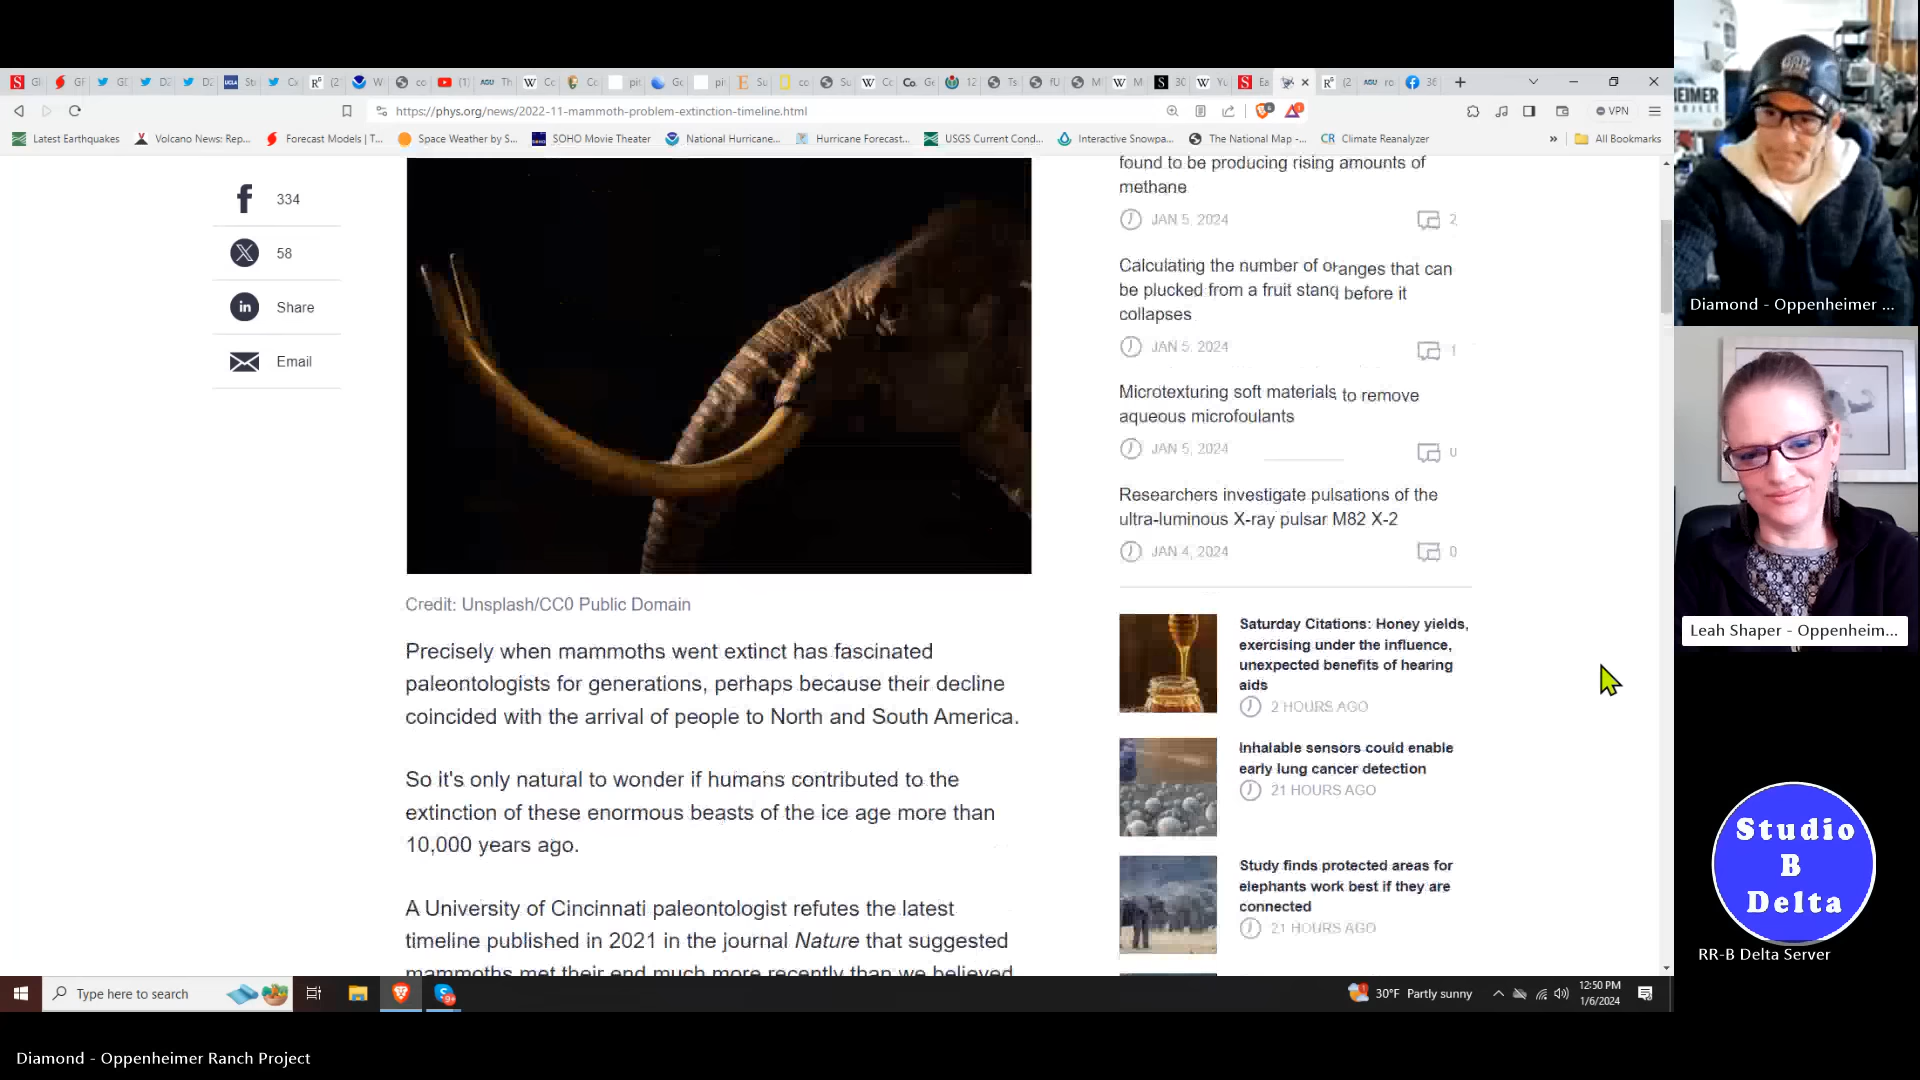 https://phys.org/news/2022-11-mammoth-problem-extinction-timeline.html
VPN
Latest Earthquakes
Volcano News: Rep...
Forecast Models | T...
Space Weather by S...
SOHO Movie Theater
National Hurricane...
Hurricane Forecast...
USGS Current Cond...
Interactive Snowpa...
The National Map -...
CR Climate Reanalyzer
All Bookmarks
334
58
Share
Email
Credit: Unsplash/CC0 Public Domain
Precisely when mammoths went extinct has fascinated
paleontologists for generations, perhaps because their decline
coincided with the arrival of people to North and South America.
So it's only natural to wonder if humans contributed to the
extinction of these enormous beasts of the ice age more than
10,000 years ago.
A University of Cincinnati paleontologist refutes the latest
timeline published in 2021 in the journal Nature that suggested
mammoths met their end much more recently than we believed
found to be producing rising amounts of
methane
JAN 5, 2024
2
Calculating the number of oranges that can
be plucked from a fruit stand before it
collapses
JAN 5, 2024
1
Microtexturing soft materials to remove
aqueous microfoulants
JAN 5, 2024
0
Researchers investigate pulsations of the
ultra-luminous X-ray pulsar M82 X-2
JAN 4, 2024
0
Saturday Citations: Honey yields,
exercising under the influence,
unexpected benefits of hearing
aids
2 HOURS AGO
Inhalable sensors could enable
early lung cancer detection
21 HOURS AGO
Study finds protected areas for
elephants work best if they are
connected
21 HOURS AGO
Diamond - Oppenheimer ...
Leah Shaper - Oppenheim...
Studio
B
Delta
RR-B Delta Server
Type here to search
30°F Partly sunny
12:50 PM
1/6/2024
Diamond - Oppenheimer Ranch Project